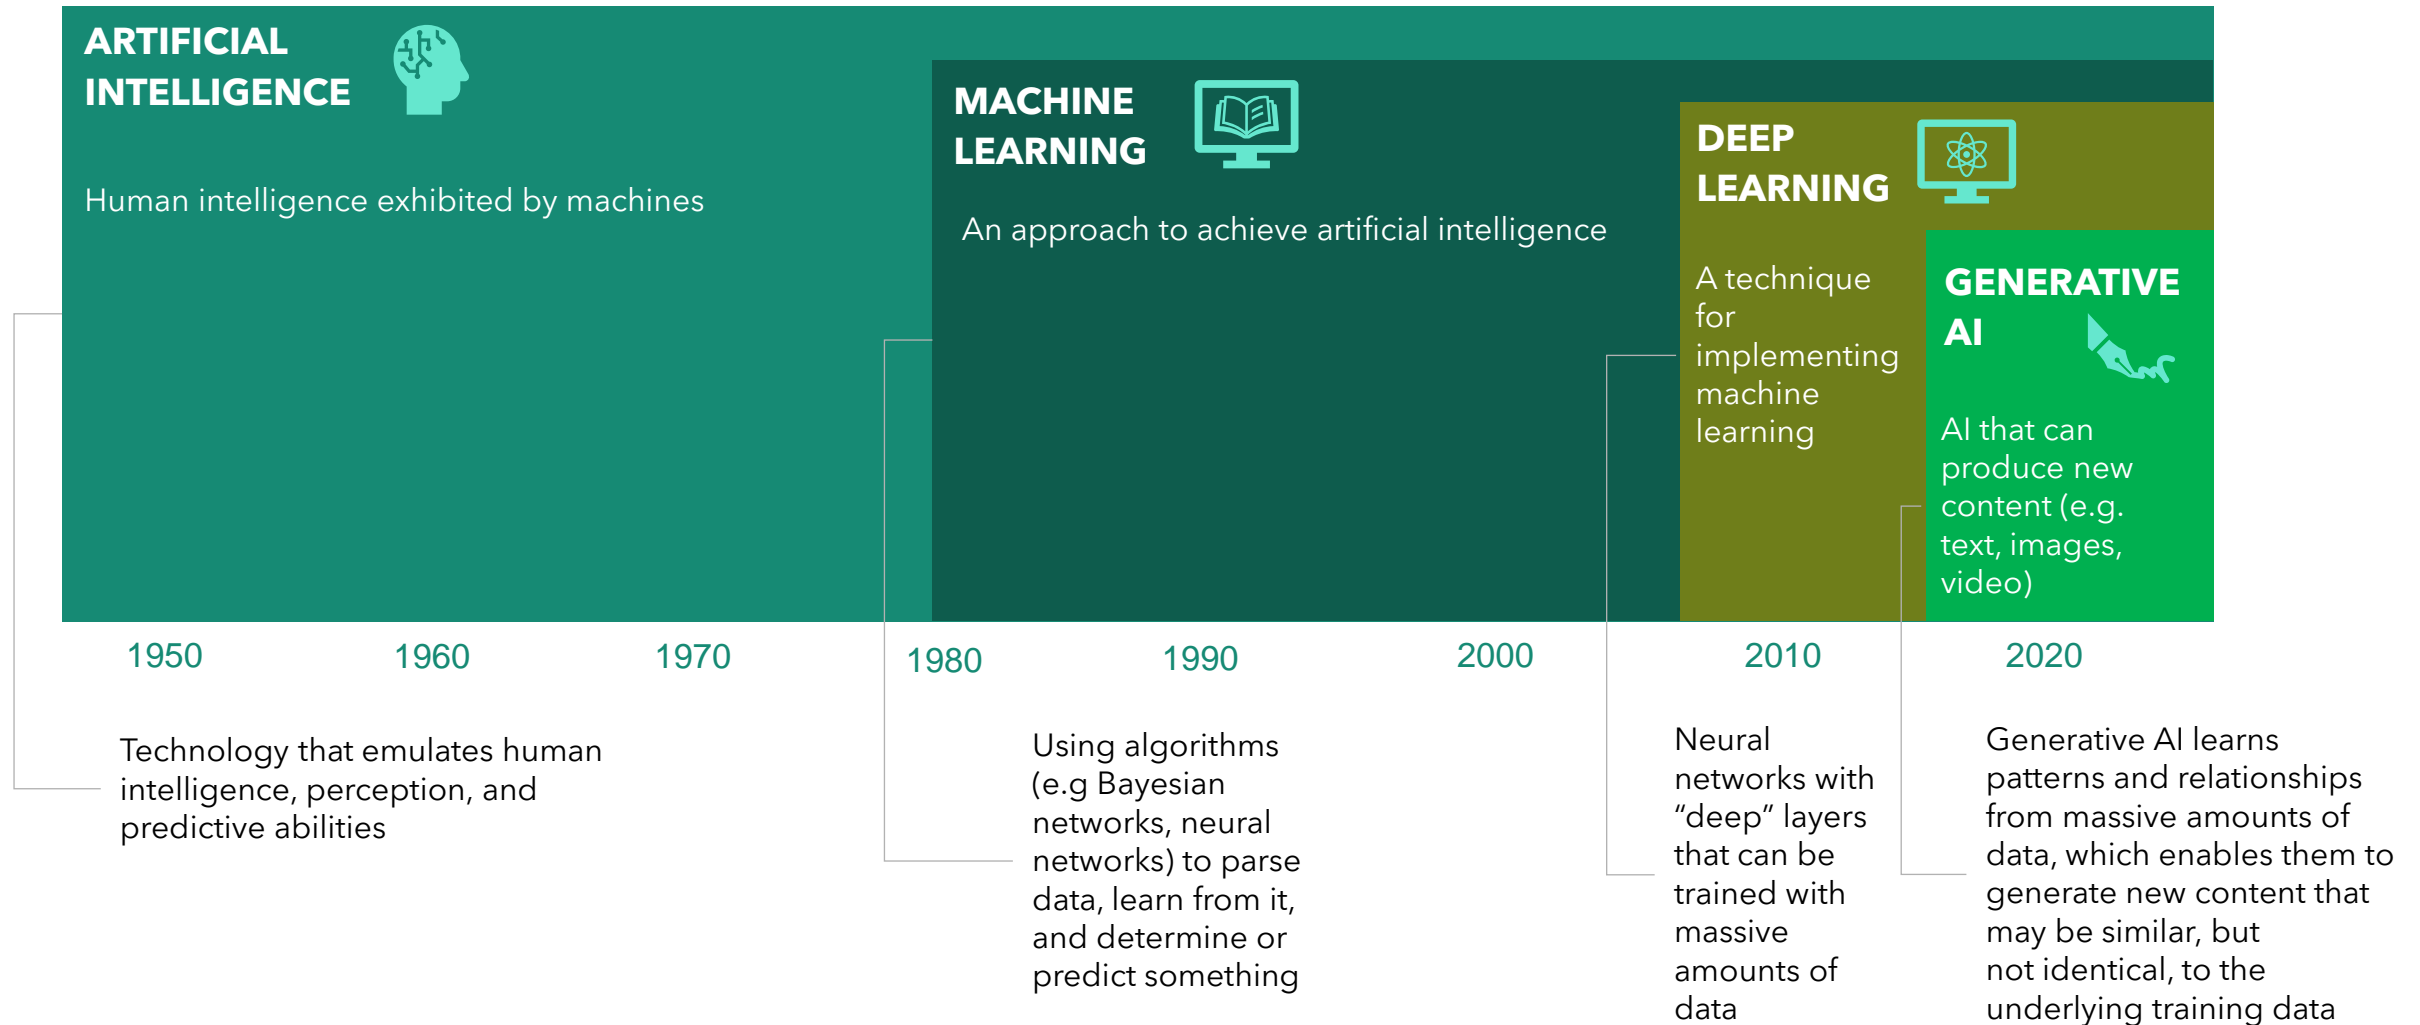 ARTIFICIAL
INTELLIGENCE
Human intelligence exhibited by machines
MACHINE
LEARNING
An approach to achieve artificial intelligence
DEEP
LEARNING
A technique
for
implementing
machine
learning
GENERATIVE
AI
AI that can
produce new
content (e.g.
text, images,
video)
1950 1960 1970 1980 1990 2000 2010 2020
Technology that emulates human
intelligence, perception, and
predictive abilities
Using algorithms
(e.g Bayesian
networks, neural
networks) to parse
data, learn from it,
and determine or
predict something
Neural
networks with
“deep” layers
that can be
trained with
massive
amounts of
data
Generative AI learns
patterns and relationships
from massive amounts of
data, which enables them to
generate new content that
may be similar, but
not identical, to the
underlying training data